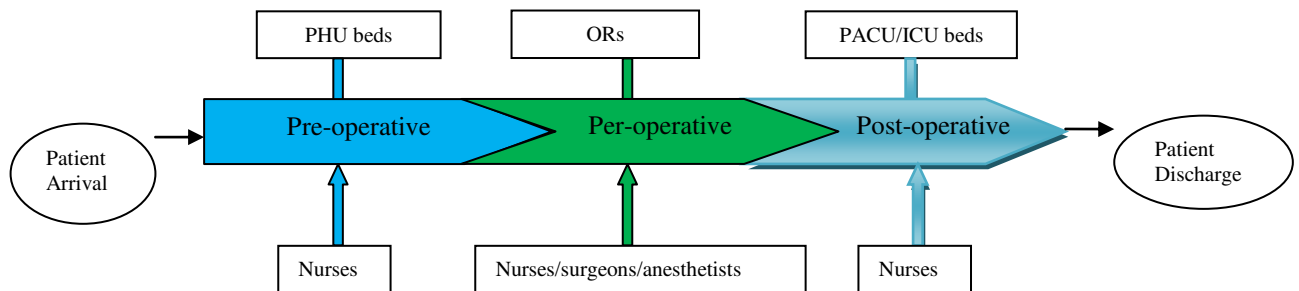 PHU beds
ORs
PACU/ICU beds
Pre-operative
Per-operative
Post-operative
Patient
Arrival
Patient
Discharge
Nurses
Nurses/surgeons/anesthetists
Nurses